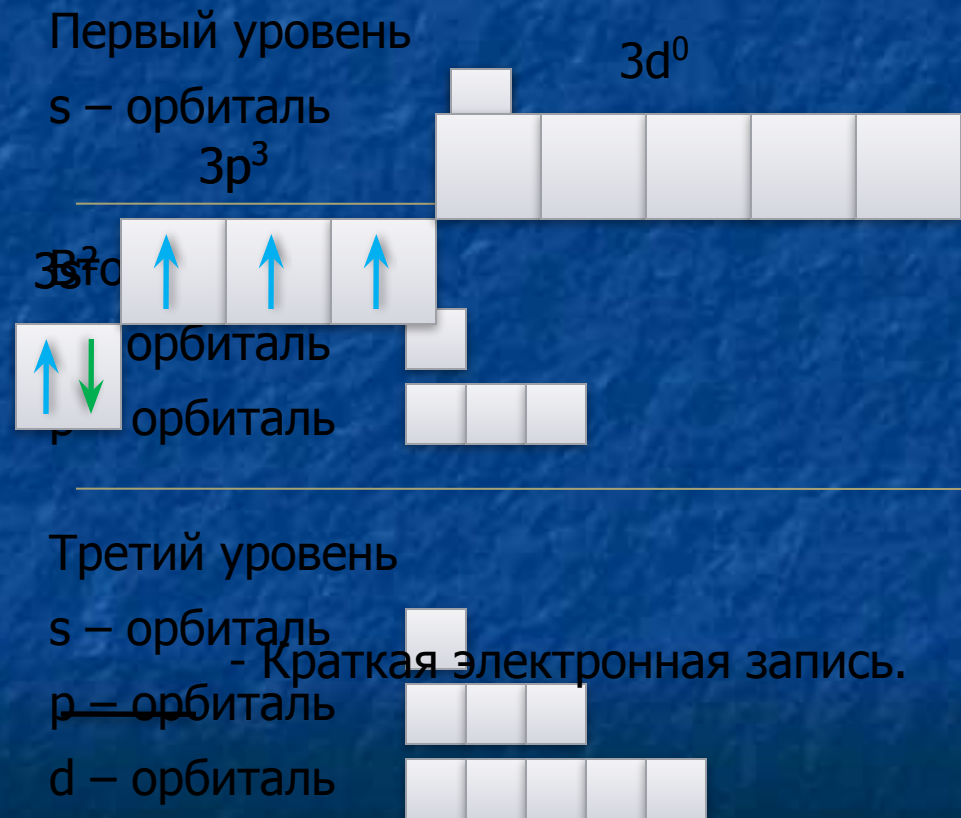 Первый уровень
3d⁰
s – орбиталь
3p³
3s²
орбиталь
орбиталь
Третий уровень
s – орбиталь
- Краткая электронная запись.
p – орбиталь
d – орбиталь